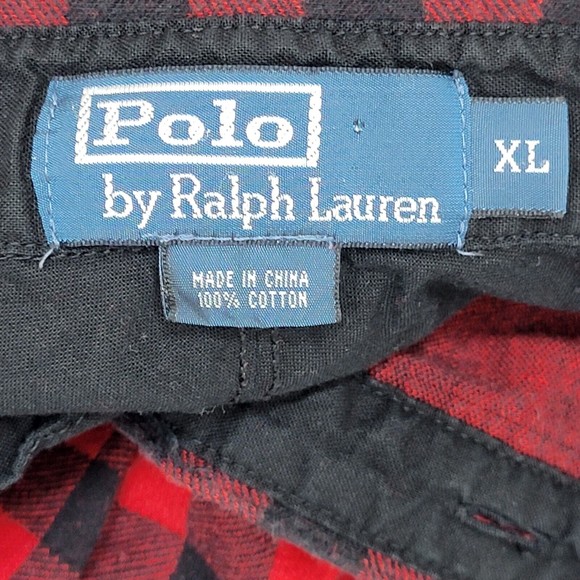 Polo
by Ralph Lauren
XL
MADE IN CHINA
100% COTTON